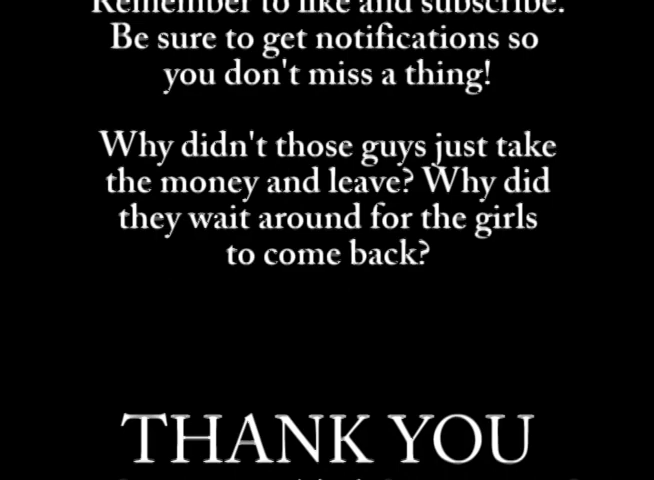 Remember to like and subscribe.
Be sure to get notifications so
you don't miss a thing!
Why didn't those guys just take
the money and leave? Why did
they wait around for the girls
to come back?
THANK YOU